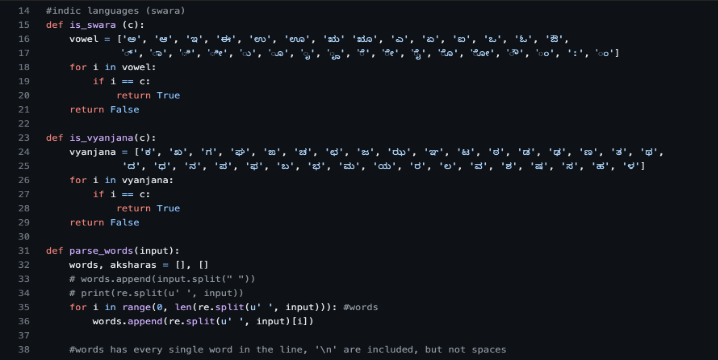 14 #indic languages (swara)
15 def is_swara (c):
16 vowel = ['ಅ', 'ಆ', 'ಇ', 'ಈ', 'ಉ', 'ಊ', 'ಋ' 'ೠ', 'ಎ', 'ಏ', 'ಐ', 'ಒ', 'ಓ', 'ಔ',
17 '್', 'ಾ', 'ಿ', 'ೀ', 'ು', 'ೂ', 'ೃ', 'ೄ', 'ೆ', 'ೇ', 'ೈ', 'ೊ', 'ೋ', 'ೌ', 'ಂ', ':', 'ಂ']
18 for i in vowel:
19 if i == c:
20 return True
21 return False
22
23 def is_vyanjana(c):
24 vyanjana = ['ಕ', 'ಖ', 'ಗ', 'ಘ', 'ಙ', 'ಚ', 'ಛ', 'ಜ', 'ಝ', 'ಞ', 'ಟ', 'ಠ', 'ಡ', 'ಢ', 'ಣ', 'ತ', 'ಥ',
25 'ದ', 'ಧ', 'ನ', 'ಪ', 'ಫ', 'ಬ', 'ಭ', 'ಮ', 'ಯ', 'ರ', 'ಲ', 'ವ', 'ಶ', 'ಷ', 'ಸ', 'ಹ', 'ಳ']
26 for i in vyanjana:
27 if i == c:
28 return True
29 return False
30
31 def parse_words(input):
32 words, aksharas = [], []
33 # words.append(input.split(" "))
34 # print(re.split(u' ', input))
35 for i in range(0, len(re.split(u' ', input))): #words
36 words.append(re.split(u' ', input)[i])
37
38 #words has every single word in the line, '\n' are included, but not spaces